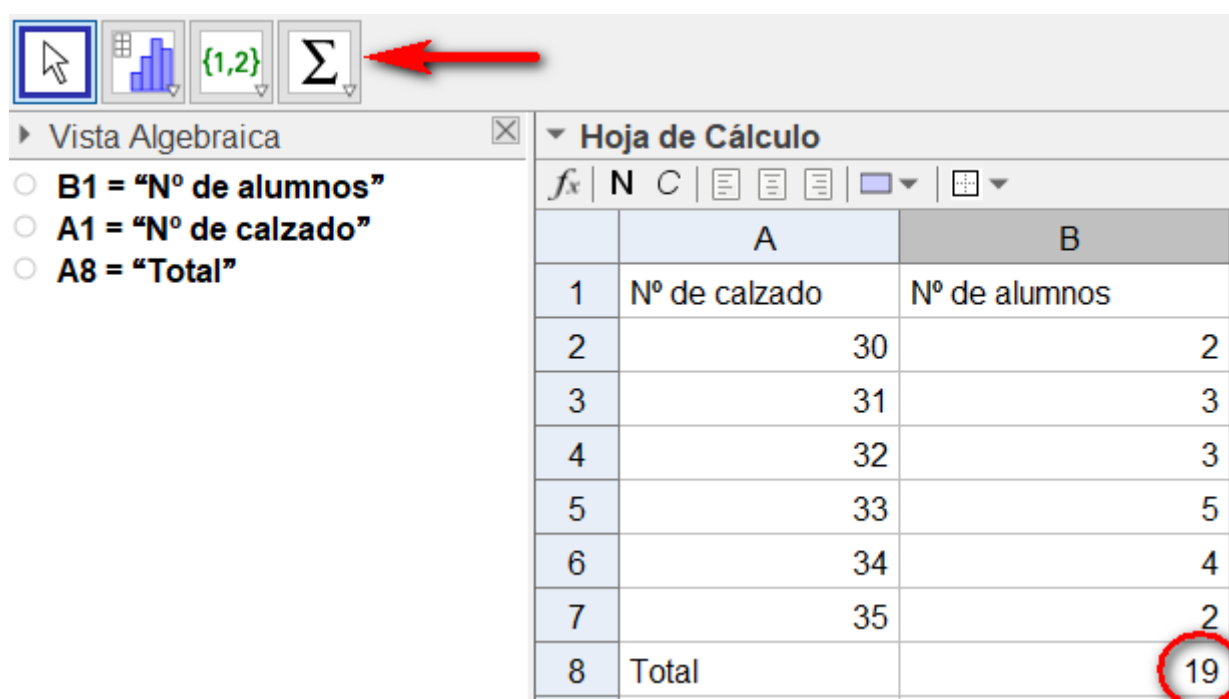 {1,2} Σ
Vista Algebraica
B1 = “Nº de alumnos”
A1 = “Nº de calzado”
A8 = “Total”
Hoja de Cálculo
fx N C
A B
1 Nº de calzado Nº de alumnos
2 30 2
3 31 3
4 32 3
5 33 5
6 34 4
7 35 2
8 Total 19